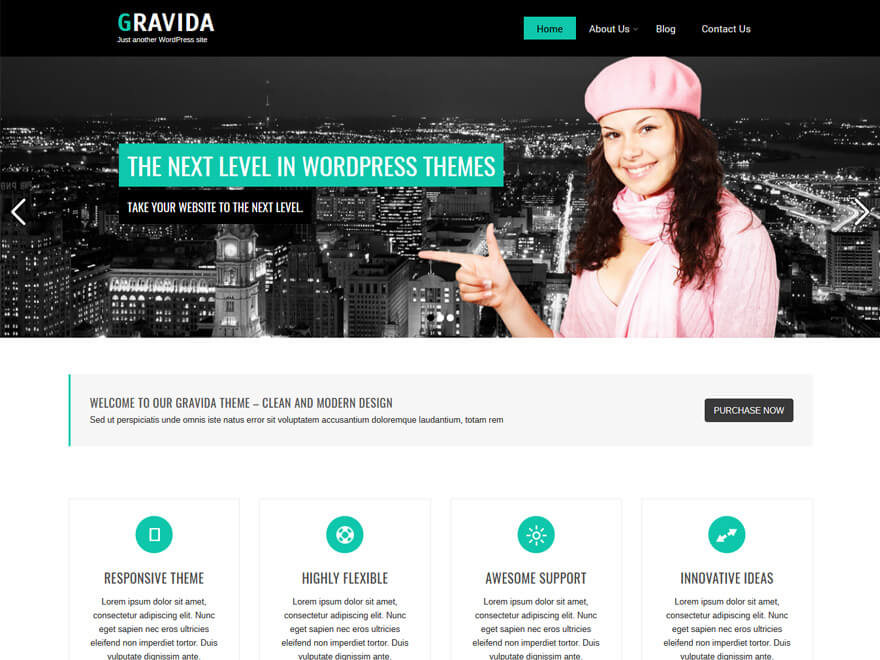 GRAVIDA
Just another WordPress site
Home About Us Blog Contact Us
THE NEXT LEVEL IN WORDPRESS THEMES
TAKE YOUR WEBSITE TO THE NEXT LEVEL.
WELCOME TO OUR GRAVIDA THEME – CLEAN AND MODERN DESIGN
Sed ut perspiciatis unde omnis iste natus error sit voluptatem accusantium doloremque laudantium, totam rem
PURCHASE NOW
RESPONSIVE THEME
Lorem ipsum dolor sit amet,
consectetur adipiscing elit. Nunc
eget sapien nec eros ultricies
eleifend non imperdiet tortor. Duis
vulputate dignissim ante.
HIGHLY FLEXIBLE
Lorem ipsum dolor sit amet,
consectetur adipiscing elit. Nunc
eget sapien nec eros ultricies
eleifend non imperdiet tortor. Duis
vulputate dignissim ante.
AWESOME SUPPORT
Lorem ipsum dolor sit amet,
consectetur adipiscing elit. Nunc
eget sapien nec eros ultricies
eleifend non imperdiet tortor. Duis
vulputate dignissim ante.
INNOVATIVE IDEAS
Lorem ipsum dolor sit amet,
consectetur adipiscing elit. Nunc
eget sapien nec eros ultricies
eleifend non imperdiet tortor. Duis
vulputate dignissim ante.